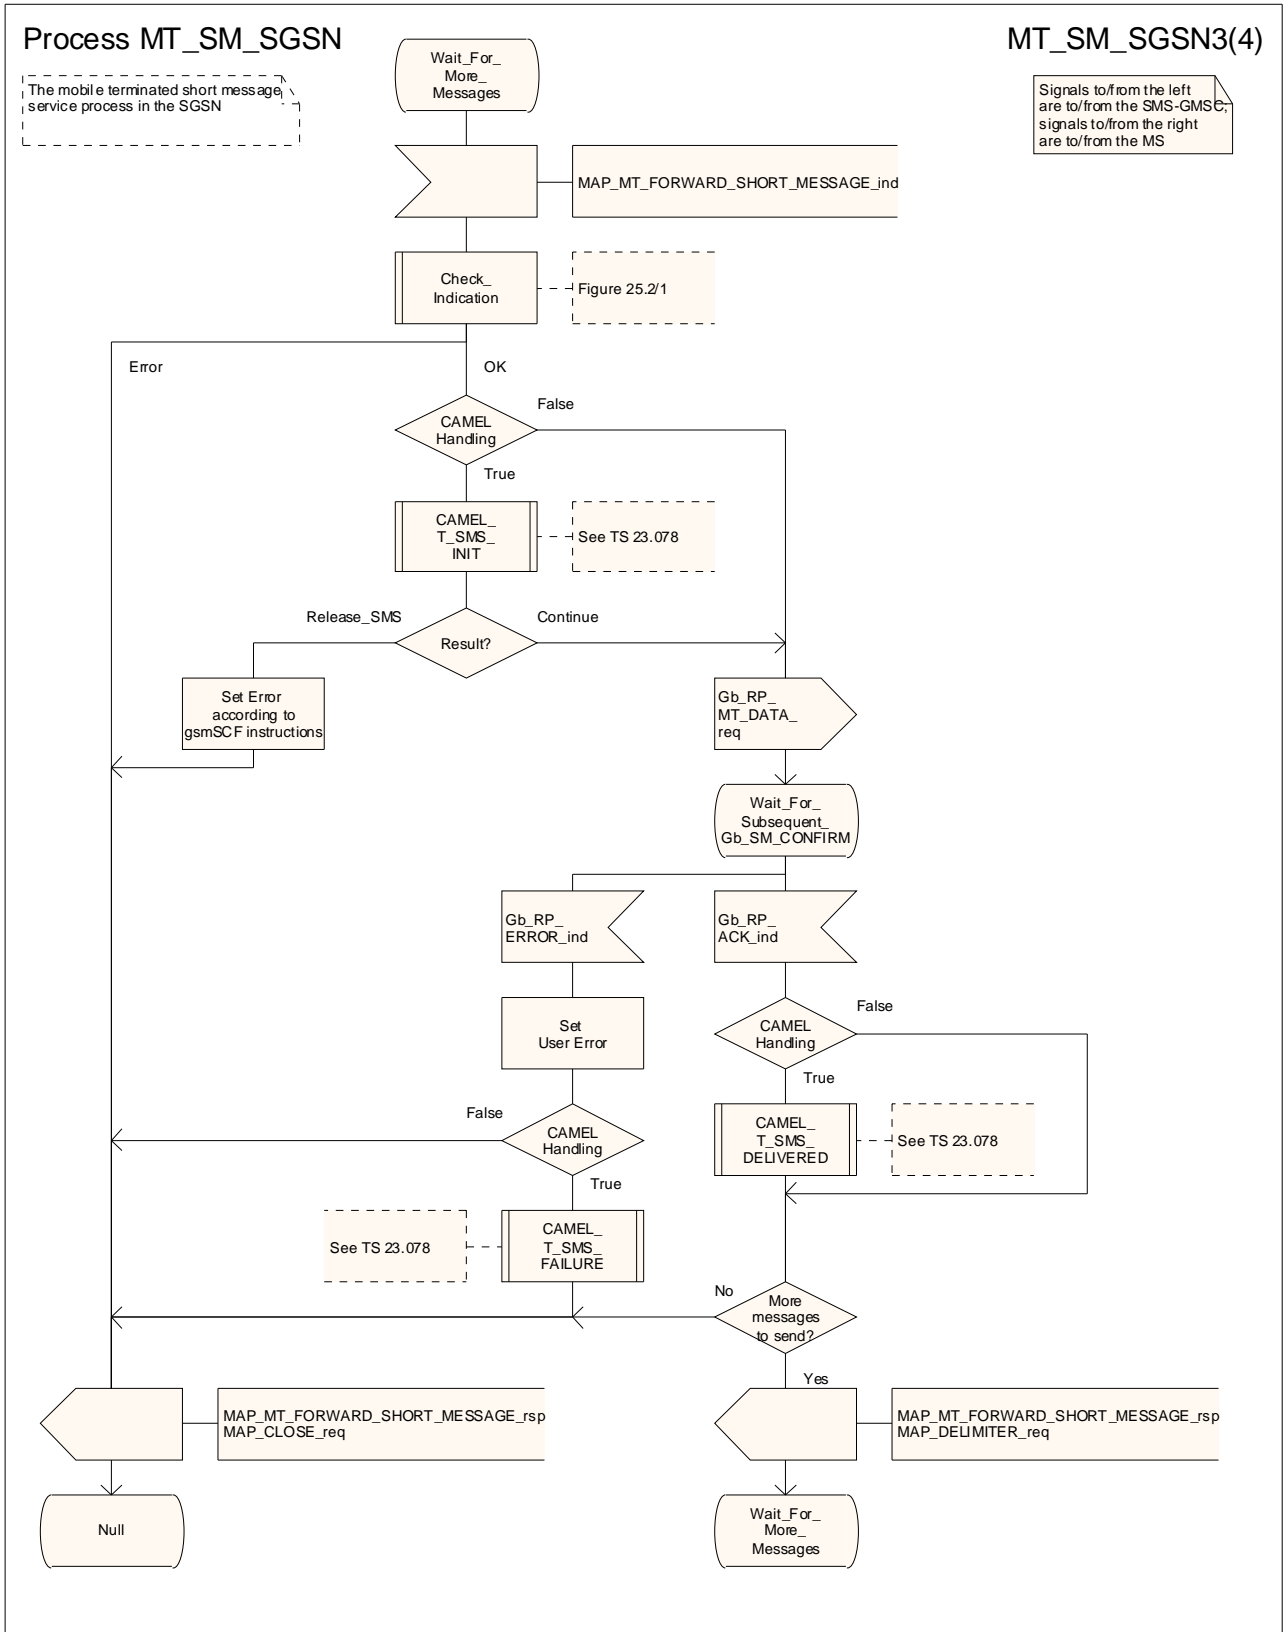 Process MT_SM_SGSN
MT_SM_SGSN3(4)
The mobile terminated short message
service process in the SGSN
Wait_For_
More_
Messages
Signals to/from the left
are to/from the SMS-GMSC;
signals to/from the right
are to/from the MS
MAP_MT_FORWARD_SHORT_MESSAGE_ind
Check_
Indication
Figure 25.2/1
Error
OK
CAMEL
Handling
False
True
CAMEL_
T_SMS_
INIT
See TS 23.078
Release_SMS
Result?
Continue
Set Error
according to
gsmSCF instructions
Gb_RP_
MT_DATA_
req
Wait_For_
Subsequent_
Gb_SM_CONFIRM
Gb_RP_
ERROR_ind
Gb_RP_
ACK_ind
Set
User Error
CAMEL
Handling
False
True
False
CAMEL
Handling
True
CAMEL_
T_SMS_
DELIVERED
See TS 23.078
See TS 23.078
CAMEL_
T_SMS_
FAILURE
No
More
messages
to send?
Yes
MAP_MT_FORWARD_SHORT_MESSAGE_rsp
MAP_CLOSE_req
MAP_MT_FORWARD_SHORT_MESSAGE_rsp
MAP_DELIMITER_req
Null
Wait_For_
More_
Messages